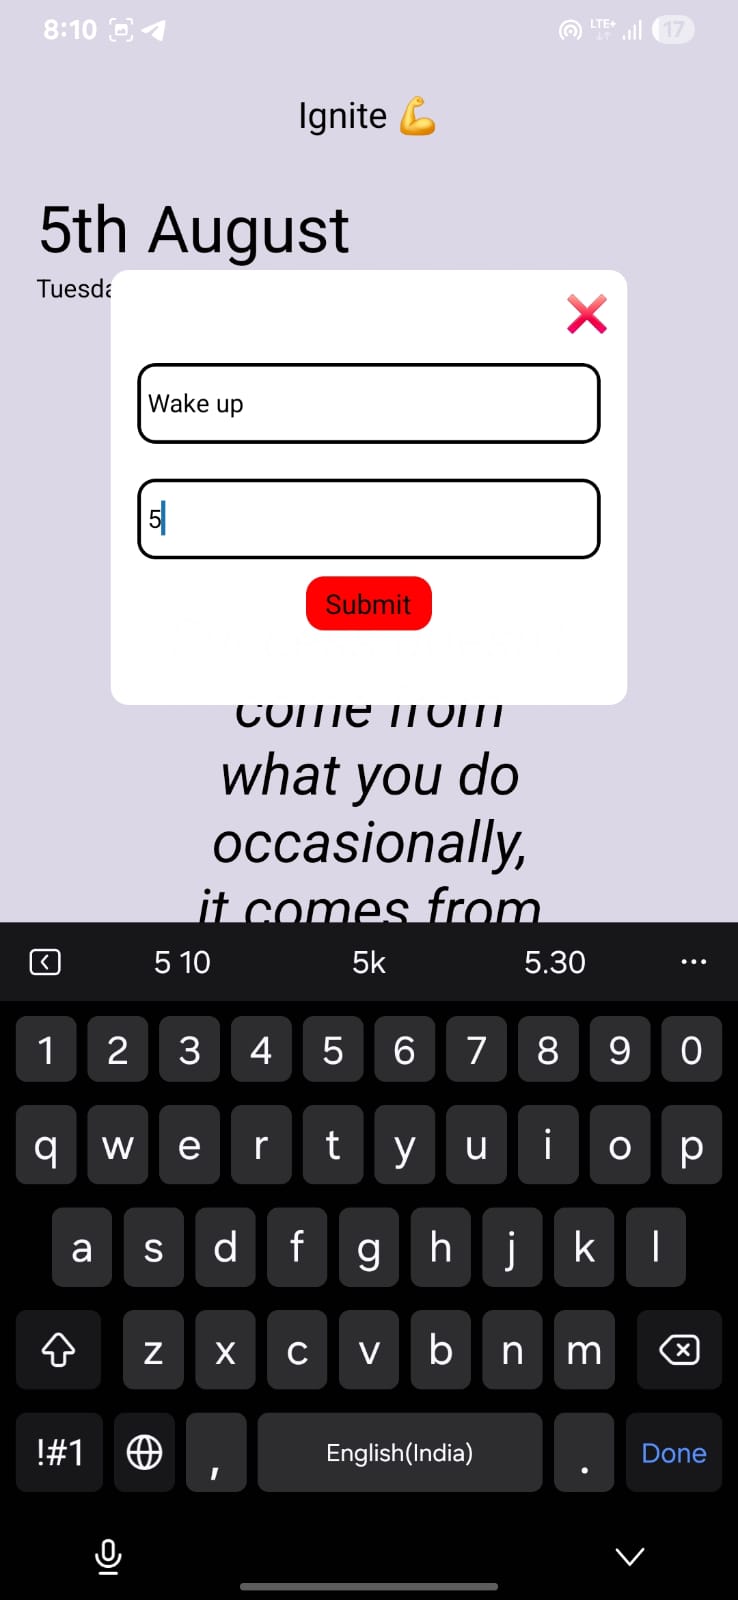 8:10 LTE+ 17
Ignite
5th August
Tuesda
Wake up
5
Submit
come from
what you do
occasionally,
it comes from
5 10 5k 5.30 ...
1 2 3 4 5 6 7 8 9 0
q w e r t y u i o p
a s d f g h j k l
z x c v b n m
!#1 , English(India) . Done